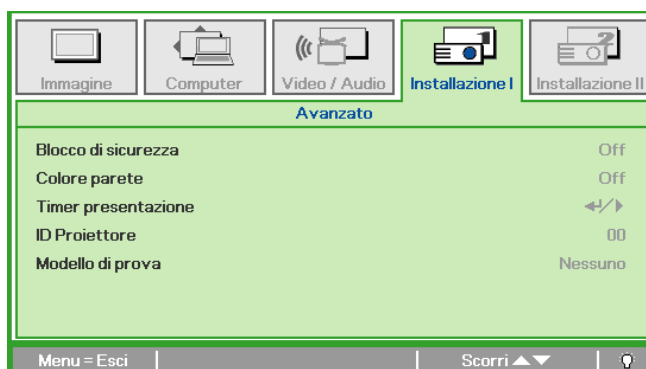 Immagine
Computer
Video / Audio
Installazione I
Installazione II
Avanzato
Blocco di sicurezza Off
Colore parete Off
Timer presentazione
ID Proiettore 00
Modello di prova Nessuno
Menu = Esci Scorri